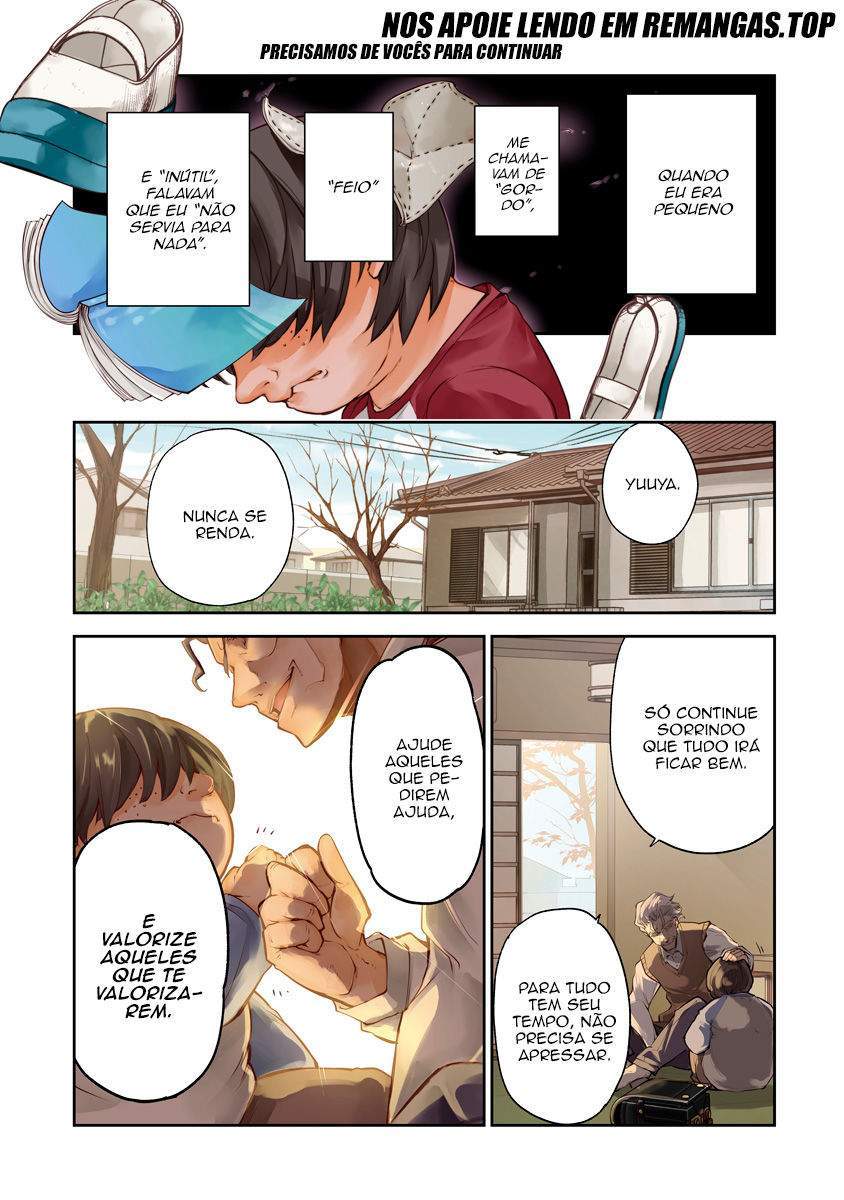 NOS APOIE LENDO EM REMANGAS.TOP
PRECISAMOS DE VOCÊS PARA CONTINUAR
QUANDO
EU ERA
PEQUENO
ME
CHAMA-
VAM DE
"GOR-
DO",
"FEIO"
E "INÚTIL",
FALAVAM
QUE EU "NÃO
SERVIA PARA
NADA".
YUUYA.
NUNCA SE
RENDA.
SÓ CONTINUE
SORRINDO
QUE TUDO IRÁ
FICAR BEM.
PARA TUDO
TEM SEU
TEMPO, NÃO
PRECISA SE
APRESSAR.
AJUDE
AQUELES
QUE PE-
DIREM
AJUDA,
E
VALORIZE
AQUELES
QUE TE
VALORIZA-
REM.